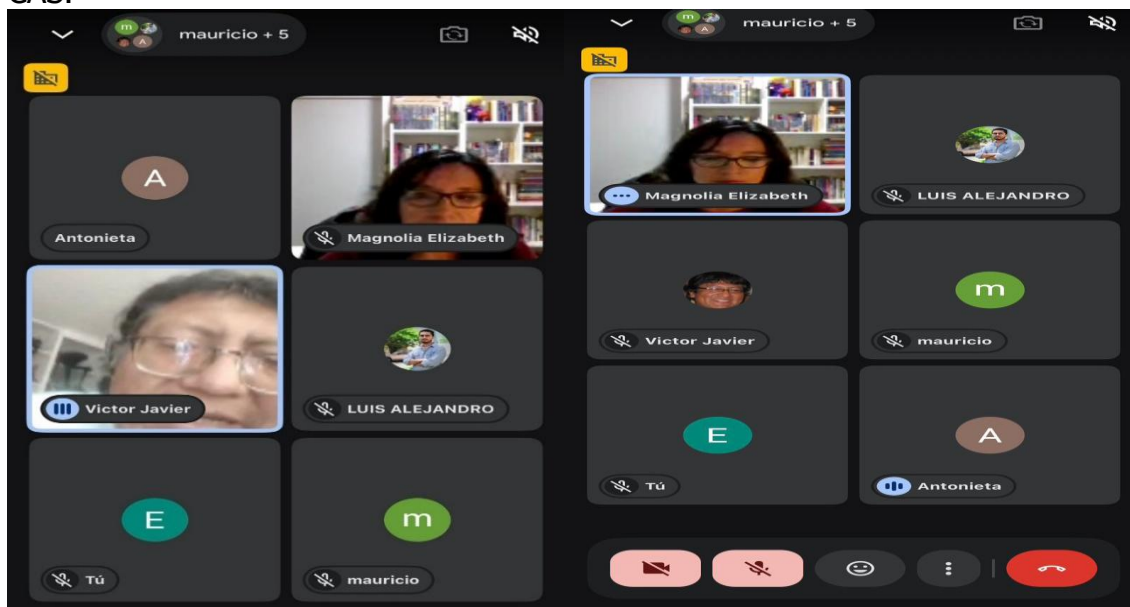 CAS.
mauricio + 5
m
A
A
Antonieta
Magnolia Elizabeth
Victor Javier
LUIS ALEJANDRO
E
Tú
m
mauricio
mauricio + 5
m
A
Magnolia Elizabeth
LUIS ALEJANDRO
Victor Javier
m
mauricio
E
Tú
A
Antonieta